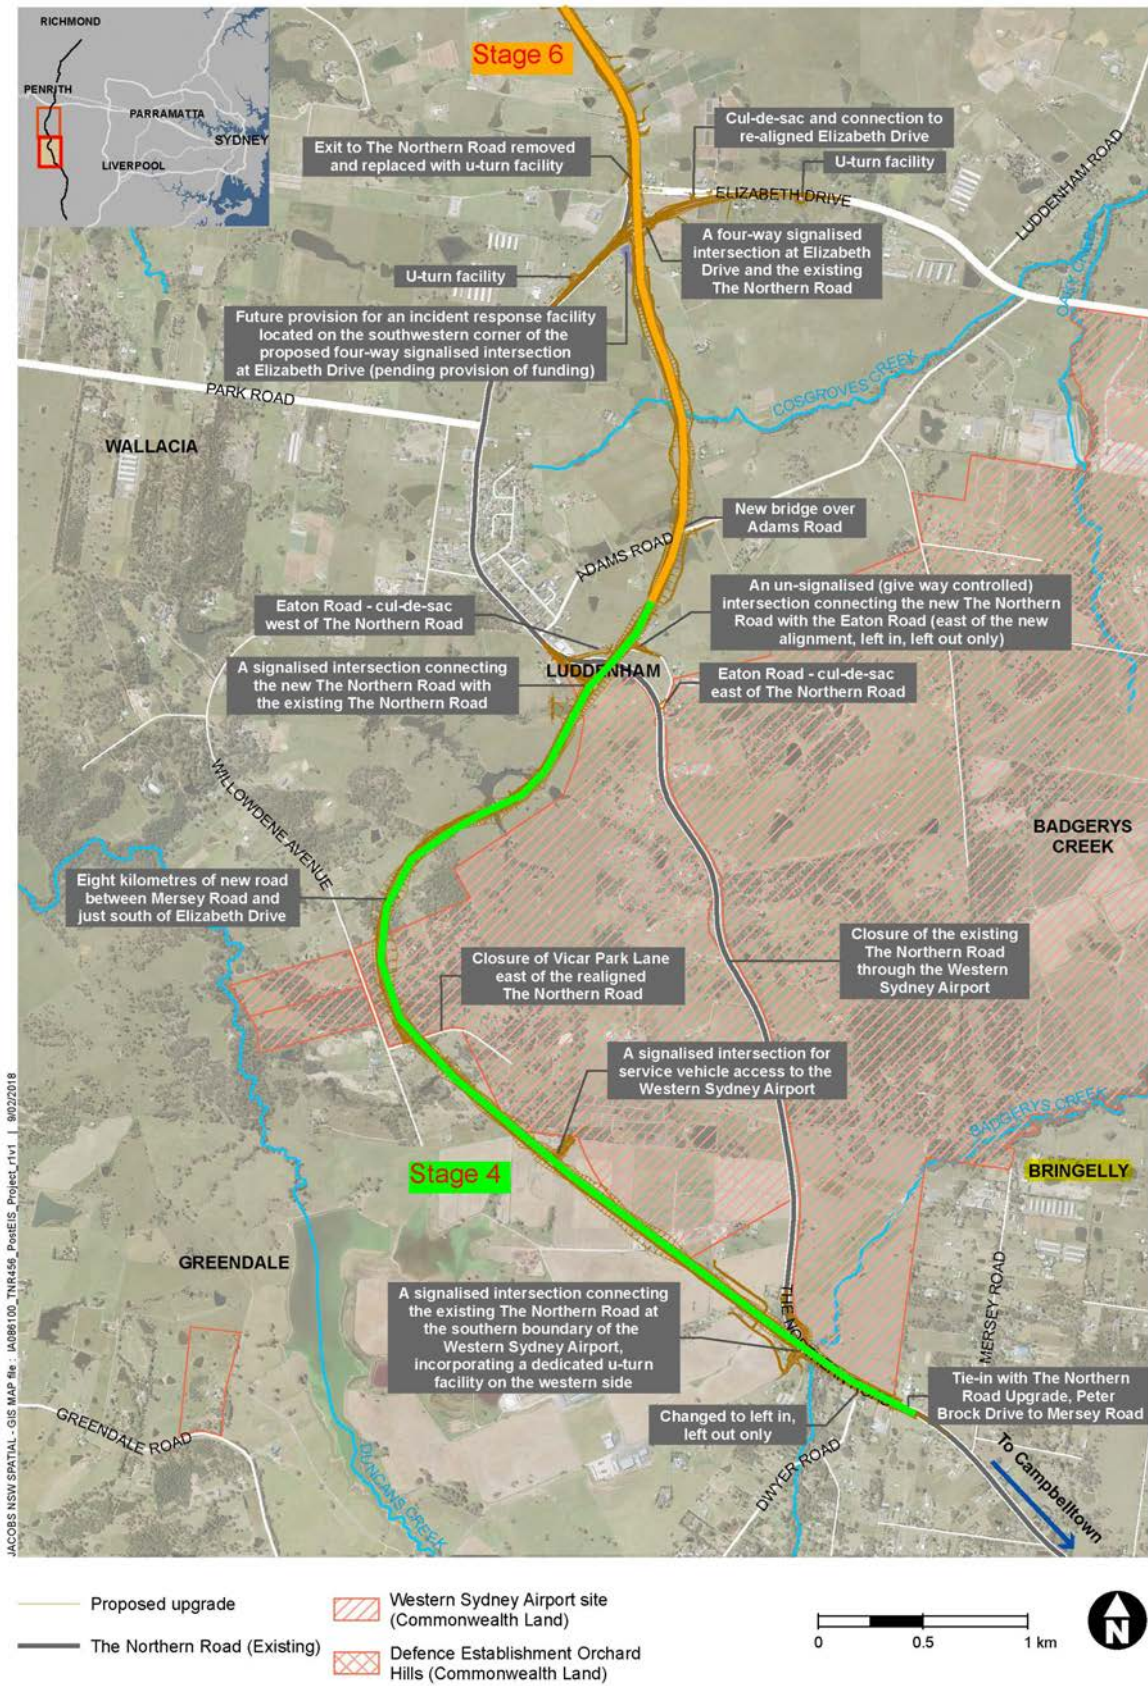 RICHMOND
PENRITH
PARRAMATTA
SYDNEY
LIVERPOOL
Stage 6
Cul-de-sac and connection to
re-aligned Elizabeth Drive
Exit to The Northern Road removed
and replaced with u-turn facility
U-turn facility
ELIZABETH DRIVE
LUDDENHAM ROAD
A four-way signalised
intersection at Elizabeth
Drive and the existing
The Northern Road
U-turn facility
OAKY CREEK
Future provision for an incident response facility
located on the southwestern corner of the
proposed four-way signalised intersection
at Elizabeth Drive (pending provision of funding)
COSGROVES CREEK
PARK ROAD
WALLACIA
New bridge over
Adams Road
ADAMS ROAD
An un-signalised (give way controlled)
intersection connecting the new The Northern
Road with the Eaton Road (east of the new
alignment, left in, left out only)
Eaton Road - cul-de-sac
west of The Northern Road
LUDDENHAM
A signalised intersection connecting
the new The Northern Road with
the existing The Northern Road
Eaton Road - cul-de-sac
east of The Northern Road
WILLOWDENE AVENUE
BADGERYS
CREEK
Eight kilometres of new road
between Mersey Road and
just south of Elizabeth Drive
Closure of the existing
The Northern Road
through the Western
Sydney Airport
Closure of Vicar Park Lane
east of the realigned
The Northern Road
A signalised intersection for
service vehicle access to the
Western Sydney Airport
BADGERYS CREEK
Stage 4
BRINGELLY
GREENDALE
MERSEY ROAD
A signalised intersection connecting
the existing The Northern Road at
the southern boundary of the
Western Sydney Airport,
incorporating a dedicated u-turn
facility on the western side
THE NO
Tie-in with The Northern
Road Upgrade, Peter
Brock Drive to Mersey Road
Changed to left in,
left out only
GREENDALE ROAD
DUNCANS CREEK
DWYER ROAD
To Campbelltown
JACOBS NSW SPATIAL - GIS MAP file : IA086100_TNR456_PostEIS_Project_r1v1 | 9/02/2018
Proposed upgrade
The Northern Road (Existing)
Western Sydney Airport site
(Commonwealth Land)
Defence Establishment Orchard
Hills (Commonwealth Land)
0 0.5 1 km
N